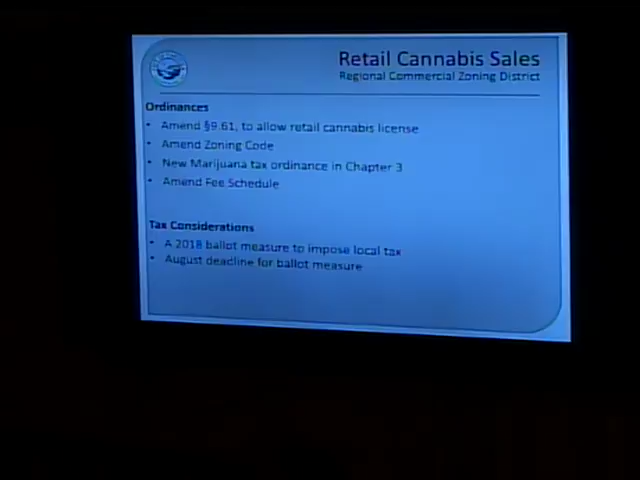 Retail Cannabis Sales
Regional Commercial Zoning District
Ordinances
• Amend §9.61, to allow retail cannabis license
• Amend Zoning Code
• New Marijuana tax ordinance in Chapter 3
• Amend Fee Schedule
Tax Considerations
• A 2018 ballot measure to impose local tax
• August deadline for ballot measure